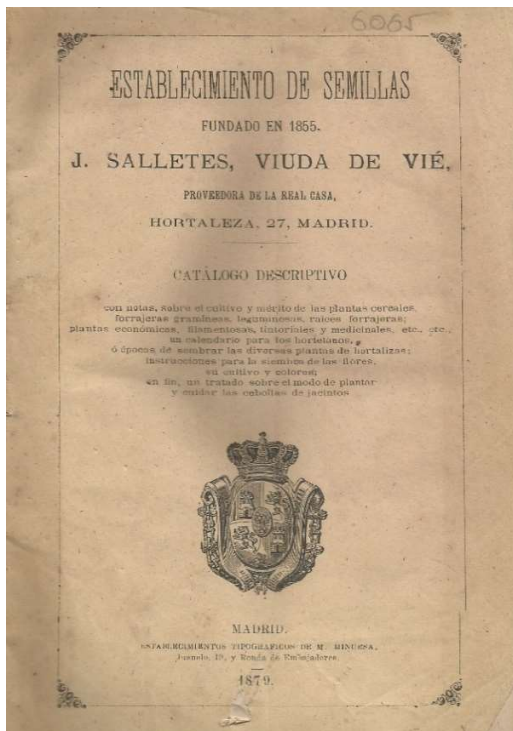 6065
ESTABLECIMIENTO DE SEMILLAS
FUNDADO EN 1855.
J. SALLETES, VIUDA DE VIÉ,
PROVEEDORA DE LA REAL CASA,
HORTALEZA, 27, MADRID.
CATÁLOGO DESCRIPTIVO
con notas, sobre el cultivo y mérito de las plantas cereales,
forrajeras gramíneas, leguminosas, raíces forrajeras;
plantas económicas, filamentosas, tintoriales y medicinales, etc., etc.;
un calendario para los hortelanos,
ó épocas de sembrar las diversas plantas de hortalizas;
instrucciones para la siembra de las flores,
su cultivo y colores;
en fin, un tratado sobre el modo de plantar
y cuidar las cebollas de jacintos
MADRID.
ESTABLECIMIENTOS TIPOGRÁFICOS DE M. MINUESA,
Juanelo, 19, y Ronda de Embajadores.
1879.